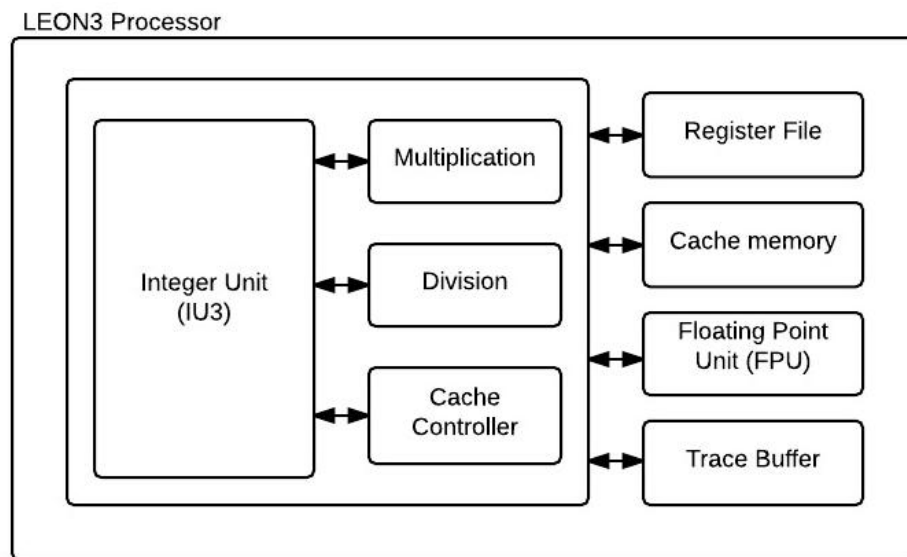 LEON3 Processor
Integer Unit
(IU3)
Multiplication
Division
Cache
Controller
Register File
Cache memory
Floating Point
Unit (FPU)
Trace Buffer